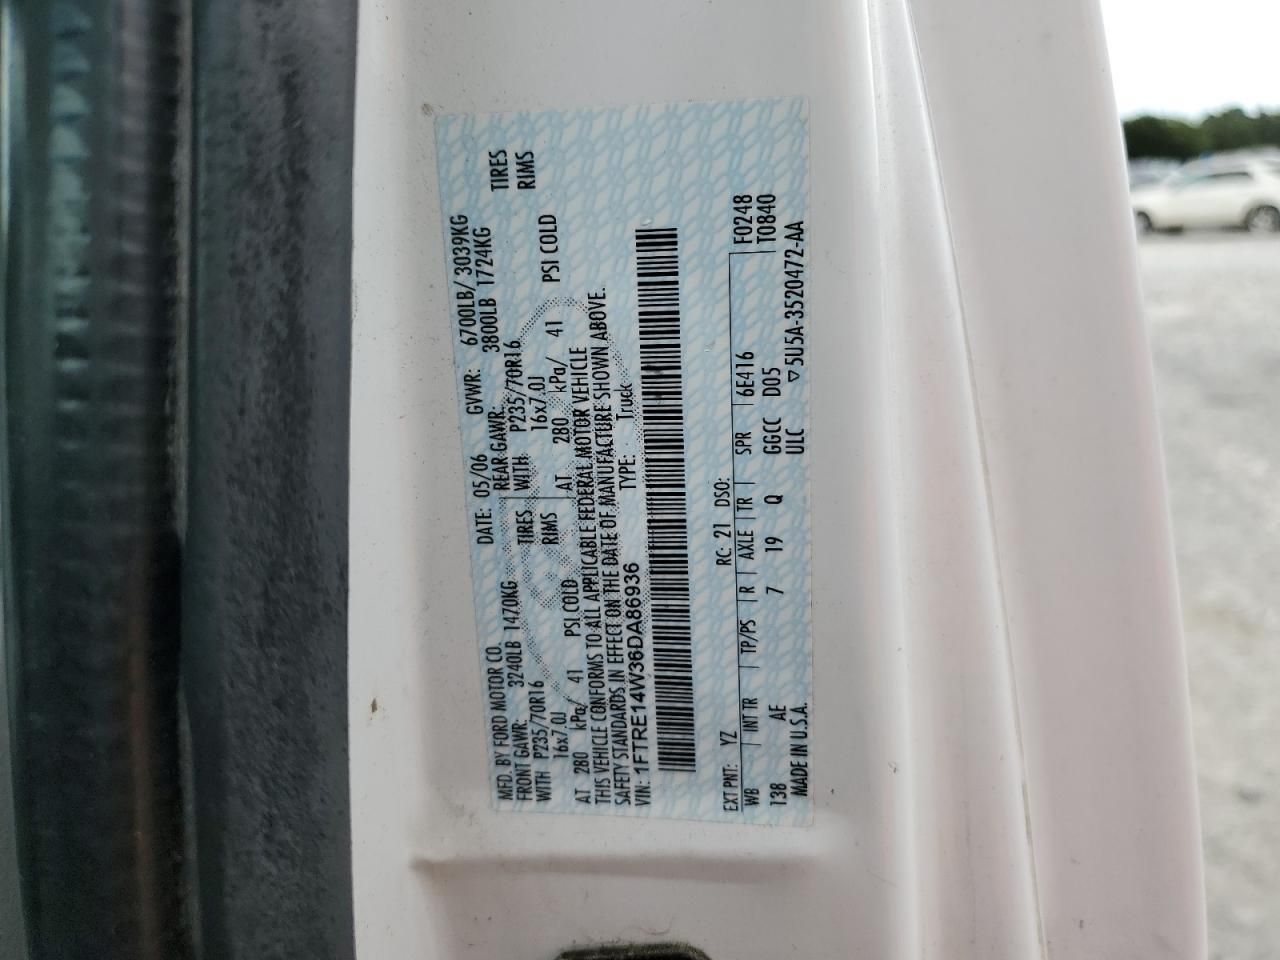 MFD. BY FORD MOTOR CO. DATE: 05/06 GVWR: 6700LB/ 3039KG
FRONT GAWR: 3240LB 1470KG REAR GAWR: 3800LB 1724KG
WITH P235/70R16 TIRES WITH P235/70R16 TIRES
16x7.0J RIMS 16x7.0J RIMS
AT 280 kPa/ 41 PSI COLD AT 280 kPa/ 41 PSI COLD
THIS VEHICLE CONFORMS TO ALL APPLICABLE FEDERAL MOTOR VEHICLE
SAFETY STANDARDS IN EFFECT ON THE DATE OF MANUFACTURE SHOWN ABOVE.
VIN: 1FTRE14W36DA86936 TYPE: Truck
EXT PNT: YZ RC: 21 DSO: F0248
WB INT TR TP/PS R AXLE TR SPR 6E416 T0840
138 AE 7 19 Q GGCC D05
MADE IN U.S.A. ULC ▽5U5A-3520472-AA